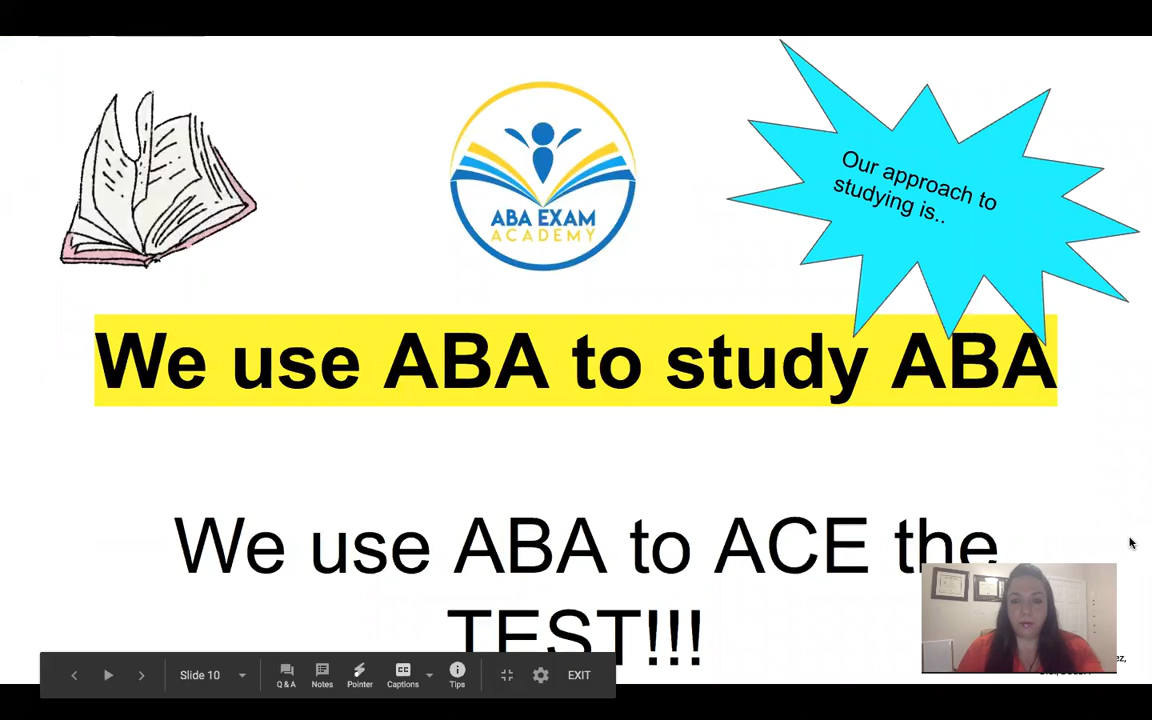 Our approach to
studying is..
ABA EXAM
ACADEMY
We use ABA to study ABA
We use ABA to ACE the
TEST!!!
Slide 10
Q & A
Notes
Pointer
CC
Captions
Tips
EXIT